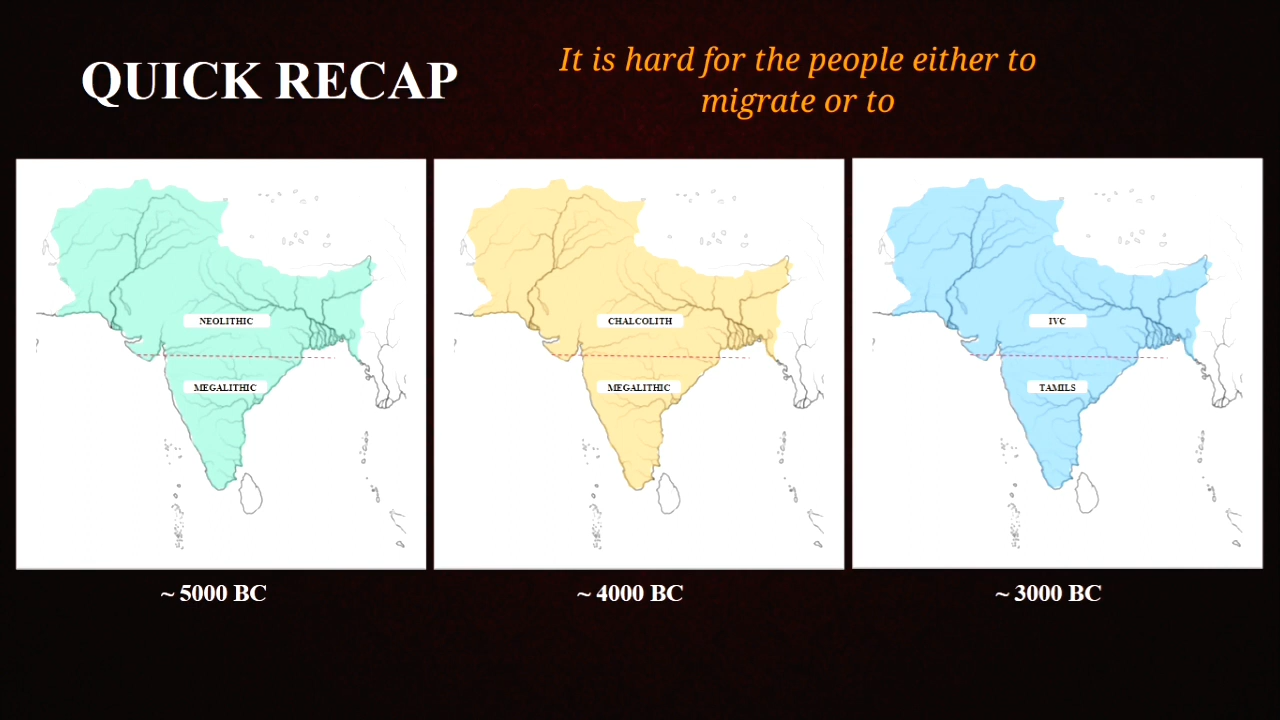 QUICK RECAP
It is hard for the people either to
migrate or to
NEOLITHIC
MEGALITHIC
CHALCOLITH
MEGALITHIC
IVC
TAMILS
~ 5000 BC
~ 4000 BC
~ 3000 BC